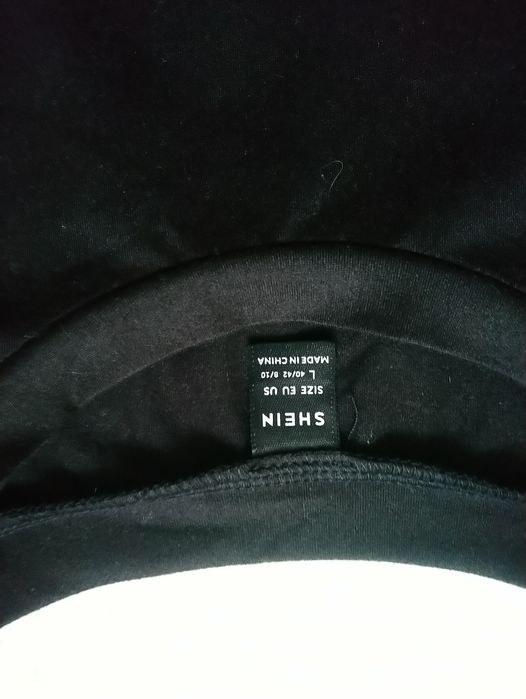 SHEIN
SIZE EU US
L 40/42 8/10
MADE IN CHINA